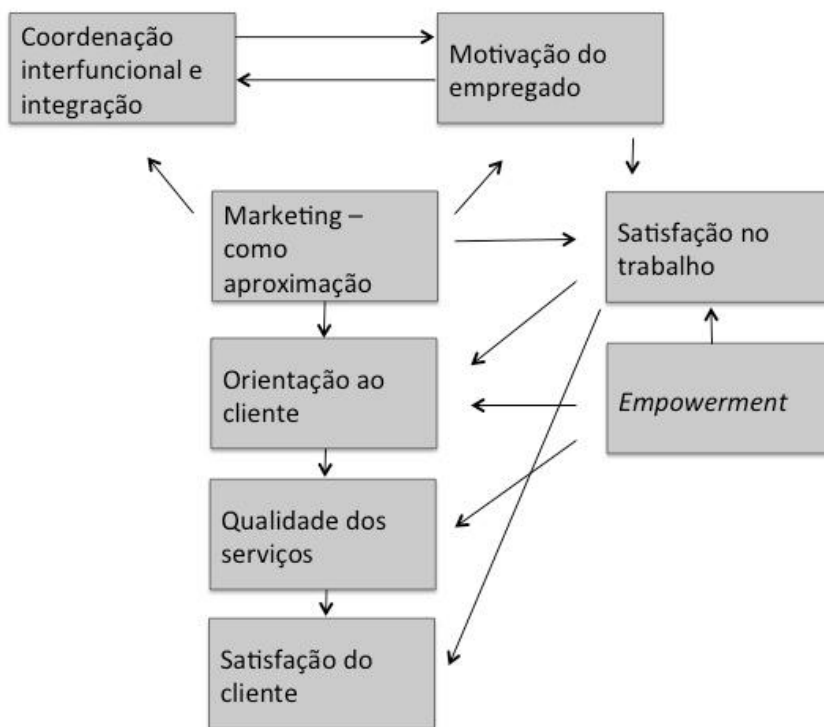 Coordenação
interfuncional e
integração
Motivação do
empregado
Marketing –
como
aproximação
Satisfação no
trabalho
Orientação ao
cliente
Empowerment
Qualidade dos
serviços
Satisfação do
cliente